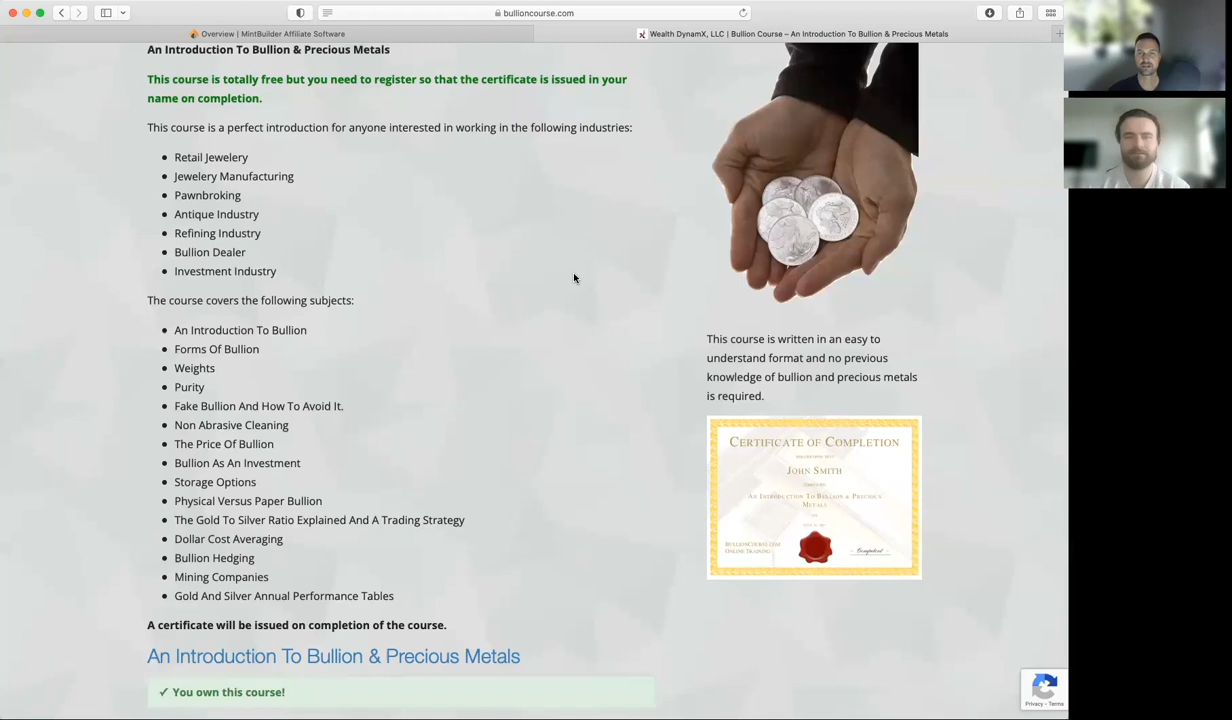 bullioncourse.com
Overview | MintBuilder Affiliate Software
Wealth DynamX, LLC | Bullion Course – An Introduction To Bullion & Precious Metals
An Introduction To Bullion & Precious Metals
This course is totally free but you need to register so that the certificate is issued in your
name on completion.
This course is a perfect introduction for anyone interested in working in the following industries:
Retail Jewelery
Jewelery Manufacturing
Pawnbroking
Antique Industry
Refining Industry
Bullion Dealer
Investment Industry
The course covers the following subjects:
An Introduction To Bullion
Forms Of Bullion
Weights
Purity
Fake Bullion And How To Avoid It.
Non Abrasive Cleaning
The Price Of Bullion
Bullion As An Investment
Storage Options
Physical Versus Paper Bullion
The Gold To Silver Ratio Explained And A Trading Strategy
Dollar Cost Averaging
Bullion Hedging
Mining Companies
Gold And Silver Annual Performance Tables
A certificate will be issued on completion of the course.
An Introduction To Bullion & Precious Metals
✓ You own this course!
This course is written in an easy to
understand format and no previous
knowledge of bullion and precious metals
is required.
CERTIFICATE OF COMPLETION
JOHN SMITH
AN INTRODUCTION TO BULLION & PRECIOUS
METALS
BULLIONCOURSE.COM
ONLINE TRAINING
Completed
Privacy - Terms